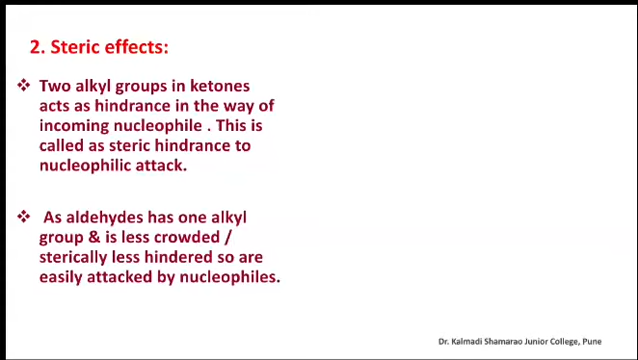 2. Steric effects:
❖ Two alkyl groups in ketones
acts as hindrance in the way of
incoming nucleophile . This is
called as steric hindrance to
nucleophilic attack.
❖ As aldehydes has one alkyl
group & is less crowded /
sterically less hindered so are
easily attacked by nucleophiles.
Dr. Kalmadi Shamarao Junior College, Pune